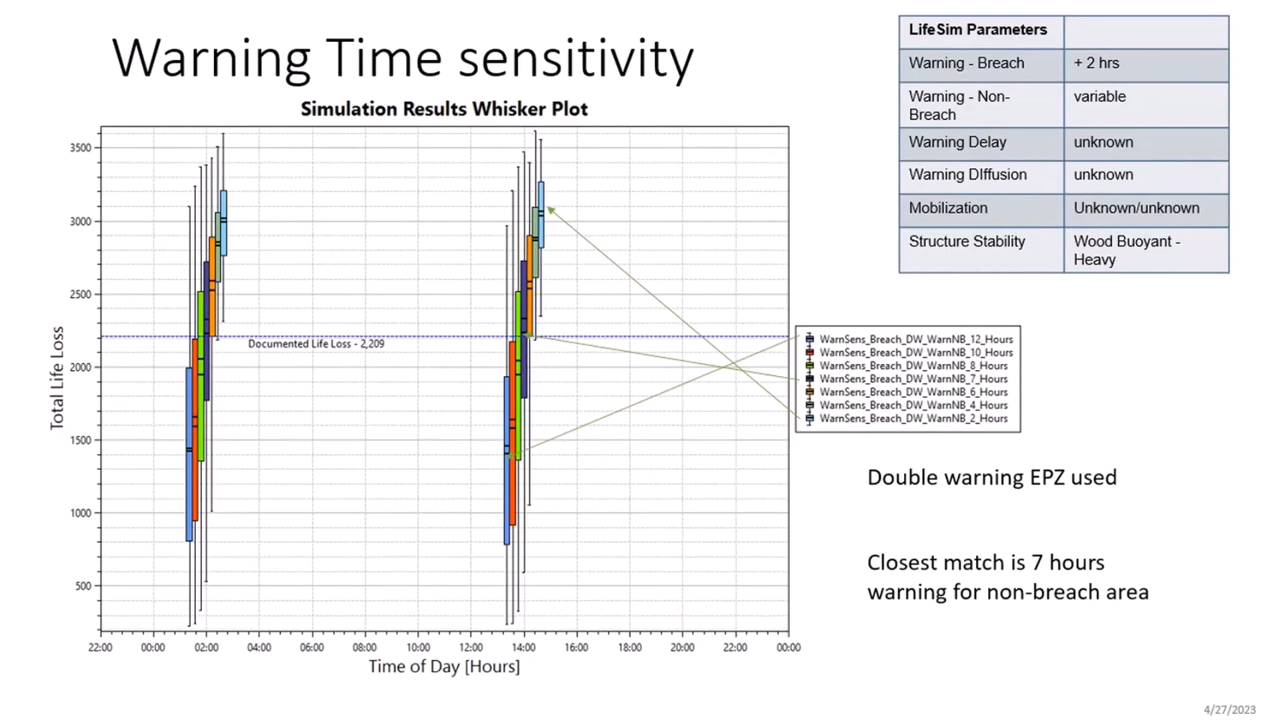 Warning Time sensitivity
Simulation Results Whisker Plot
Total Life Loss
3500
3000
2500
2000
1500
1000
500
Documented Life Loss - 2,209
22:00 00:00 02:00 04:00 06:00 08:00 10:00 12:00 14:00 16:00 18:00 20:00 22:00 00:00
Time of Day [Hours]
LifeSim Parameters
Warning - Breach + 2 hrs
Warning - Non- variable
Breach
Warning Delay unknown
Warning DIffusion unknown
Mobilization Unknown/unknown
Structure Stability Wood Buoyant -
Heavy
WarnSens_Breach_DW_WarnNB_12_Hours
WarnSens_Breach_DW_WarnNB_10_Hours
WarnSens_Breach_DW_WarnNB_8_Hours
WarnSens_Breach_DW_WarnNB_7_Hours
WarnSens_Breach_DW_WarnNB_6_Hours
WarnSens_Breach_DW_WarnNB_4_Hours
WarnSens_Breach_DW_WarnNB_2_Hours
Double warning EPZ used
Closest match is 7 hours
warning for non-breach area
4/27/2023